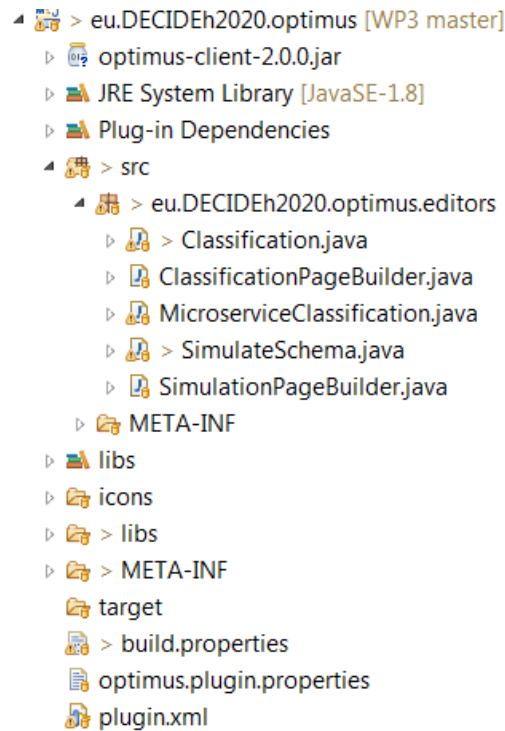 > eu.DECIDEh2020.optimus [WP3 master]
optimus-client-2.0.0.jar
JRE System Library [JavaSE-1.8]
Plug-in Dependencies
> src
> eu.DECIDEh2020.optimus.editors
> Classification.java
ClassificationPageBuilder.java
MicroserviceClassification.java
> SimulateSchema.java
SimulationPageBuilder.java
META-INF
libs
icons
> libs
> META-INF
target
> build.properties
optimus.plugin.properties
plugin.xml